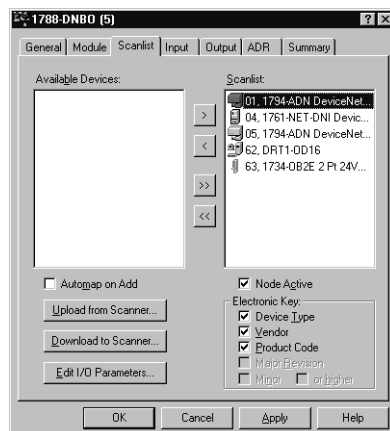 1788-DNBO (5)
General Module Scanlist Input Output ADR Summary
Available Devices:
Scanlist:
01, 1794-ADN DeviceNet...
04, 1761-NET-DNI Devic...
05, 1794-ADN DeviceNet...
62, DRT1-OD16
63, 1734-OB2E 2 Pt 24V...
>
<
>>
<<
Automap on Add
Node Active
Upload from Scanner...
Download to Scanner...
Edit I/O Parameters...
Electronic Key:
Device Type
Vendor
Product Code
Major Revision
Minor or higher
OK Cancel Apply Help